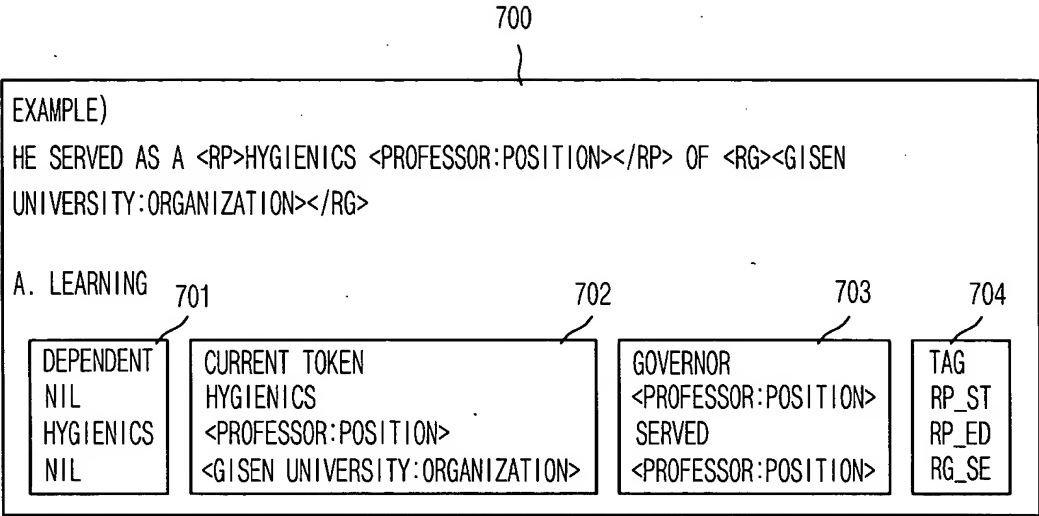 700
EXAMPLE)
HE SERVED AS A <RP>HYGIENICS <PROFESSOR:POSITION></RP> OF <RG><GISEN
UNIVERSITY:ORGANIZATION></RG>
A. LEARNING
701 702 703 704
DEPENDENT CURRENT TOKEN GOVERNOR TAG
NIL HYGIENICS <PROFESSOR:POSITION> RP_ST
HYGIENICS <PROFESSOR:POSITION> SERVED RP_ED
NIL <GISEN UNIVERSITY:ORGANIZATION> <PROFESSOR:POSITION> RG_SE